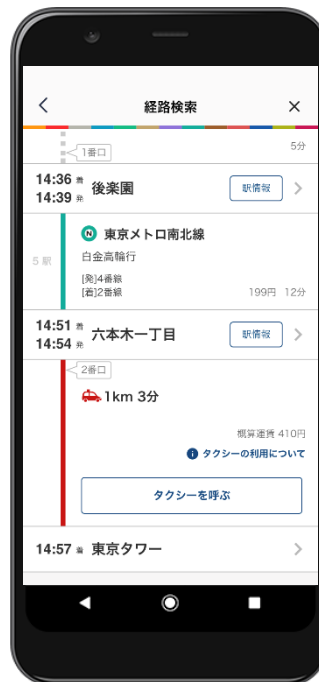 経路検索
1番口
5分
14:36 着
14:39 発
後楽園
駅情報
N 東京メトロ南北線
5 駅
白金高輪行
[発]4番線
[着]2番線
199円 12分
14:51 着
14:54 発
六本木一丁目
駅情報
2番口
1km 3分
概算運賃 410円
タクシーの利用について
タクシーを呼ぶ
14:57 着 東京タワー